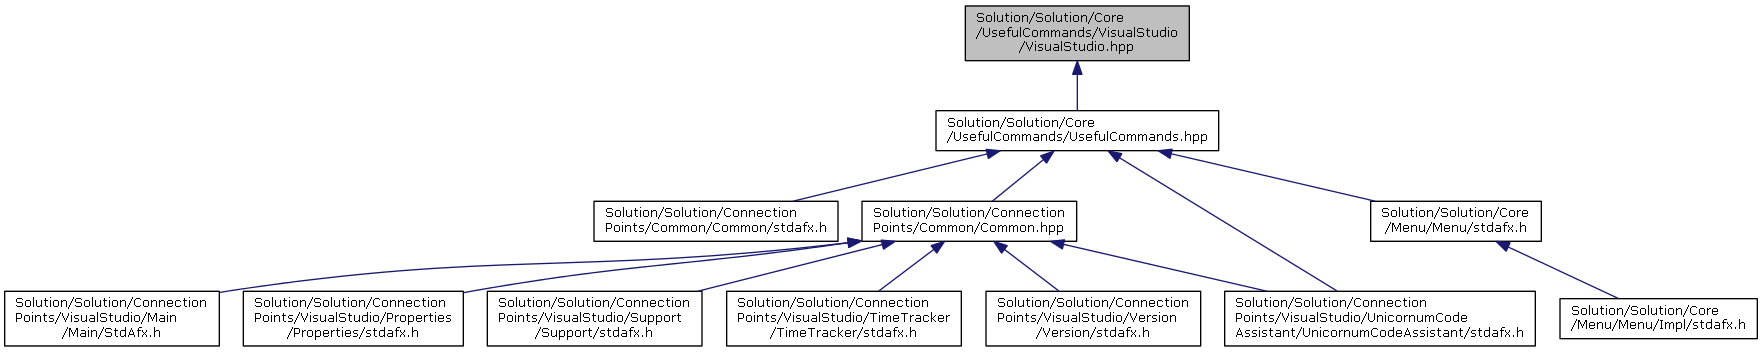 Solution/Solution/Core
/UsefulCommands/VisualStudio
/VisualStudio.hpp
Solution/Solution/Core
/UsefulCommands/UsefulCommands.hpp
Solution/Solution/Connection
Points/Common/Common/stdafx.h
Solution/Solution/Connection
Points/Common/Common.hpp
Solution/Solution/Core
/Menu/Menu/stdafx.h
Solution/Solution/Connection
Points/VisualStudio/Main
/Main/StdAfx.h
Solution/Solution/Connection
Points/VisualStudio/Properties
/Properties/stdafx.h
Solution/Solution/Connection
Points/VisualStudio/Support
/Support/stdafx.h
Solution/Solution/Connection
Points/VisualStudio/TimeTracker
/TimeTracker/stdafx.h
Solution/Solution/Connection
Points/VisualStudio/Version
/Version/stdafx.h
Solution/Solution/Connection
Points/VisualStudio/UnicornumCode
Assistant/UnicornumCodeAssistant/stdafx.h
Solution/Solution/Core
/Menu/Menu/Impl/stdafx.h